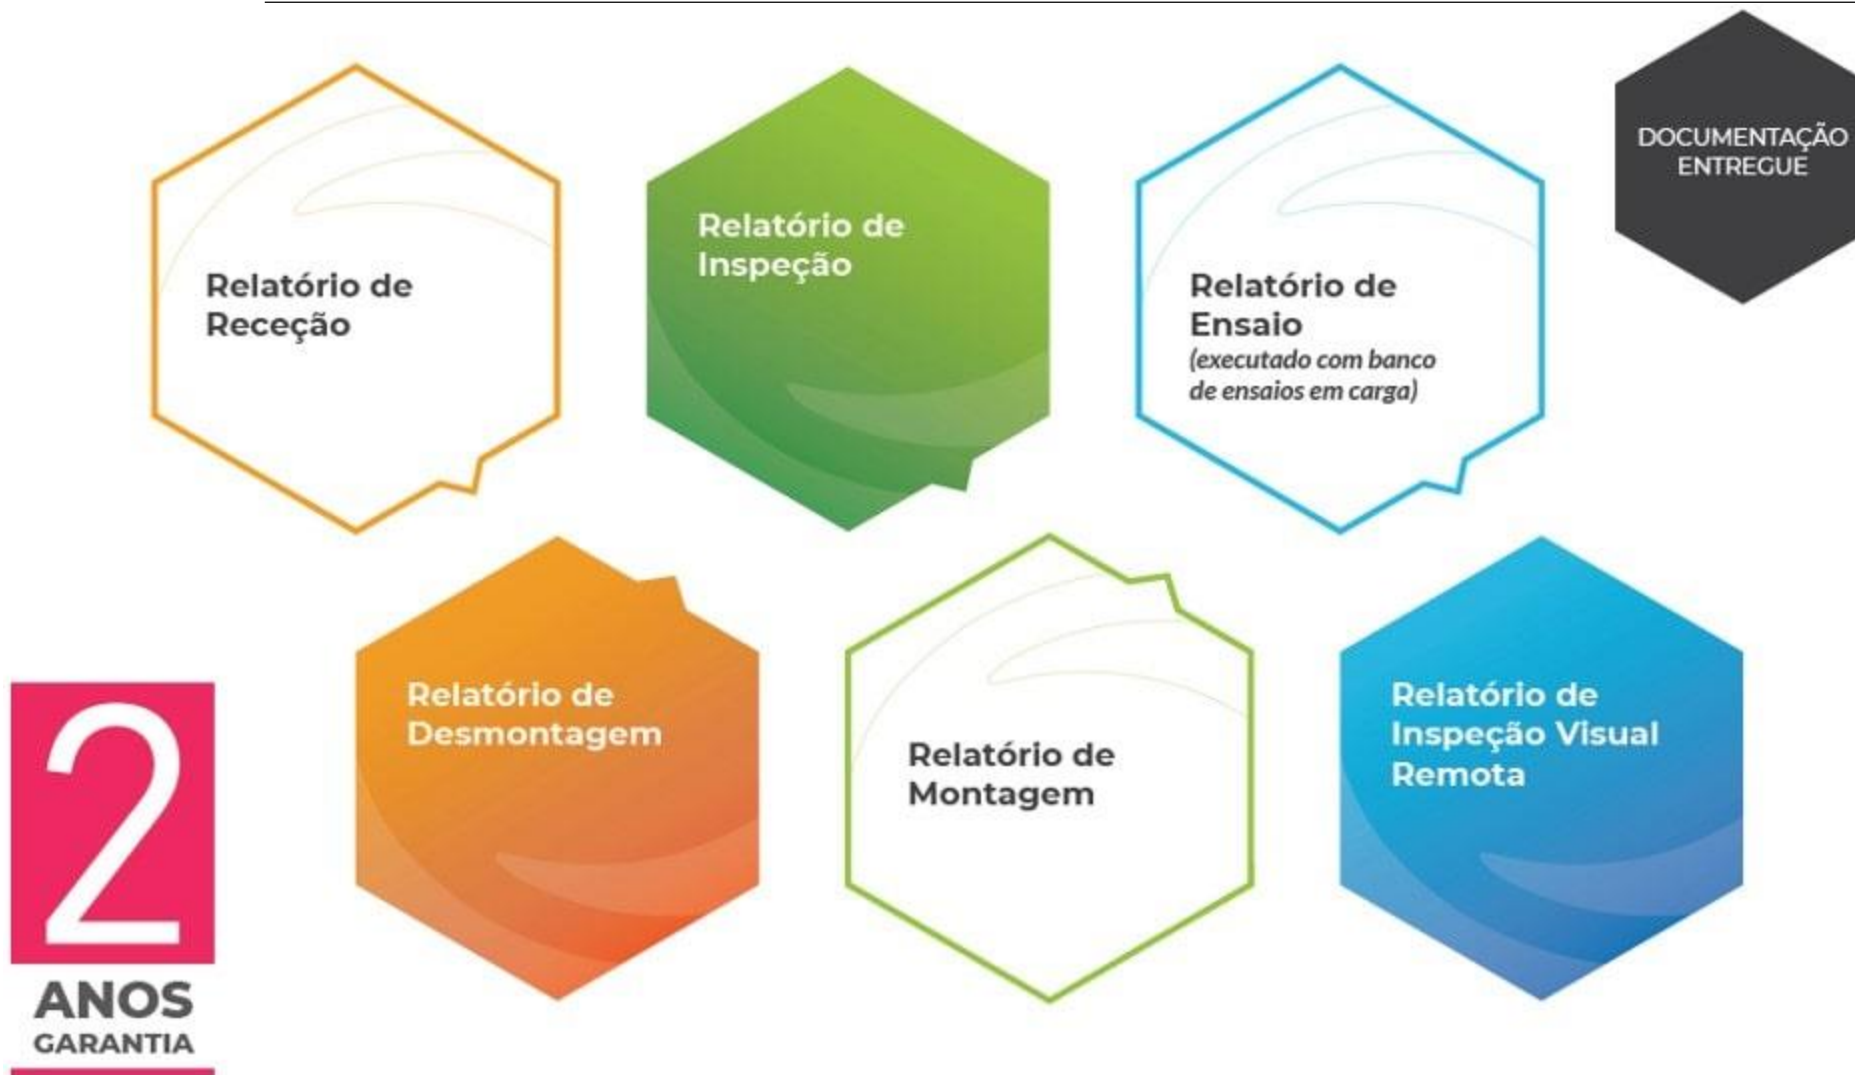 DOCUMENTAÇÃO
ENTREGUE
Relatório de
Receção
Relatório de
Inspeção
Relatório de
Ensaio
(executado com banco
de ensaios em carga)
Relatório de
Desmontagem
Relatório de
Montagem
Relatório de
Inspeção Visual
Remota
2
ANOS
GARANTIA